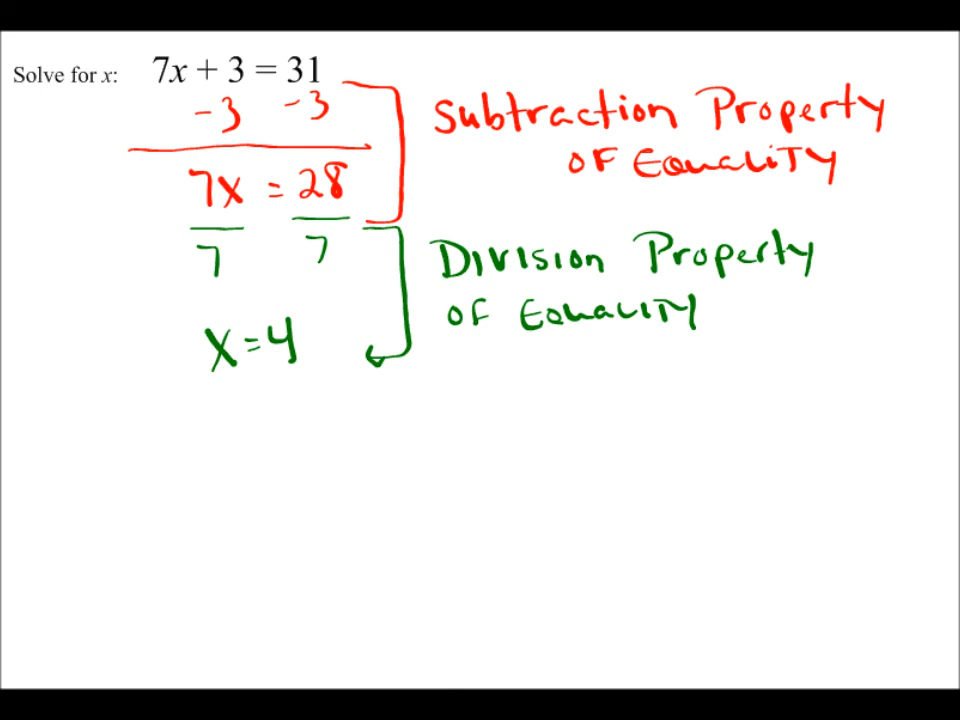 Solve for x: 7x + 3 = 31
-3 -3
7x = 28
7 7
x = 4
Subtraction Property
OF EQUALITY
Division Property
OF EQUALITY